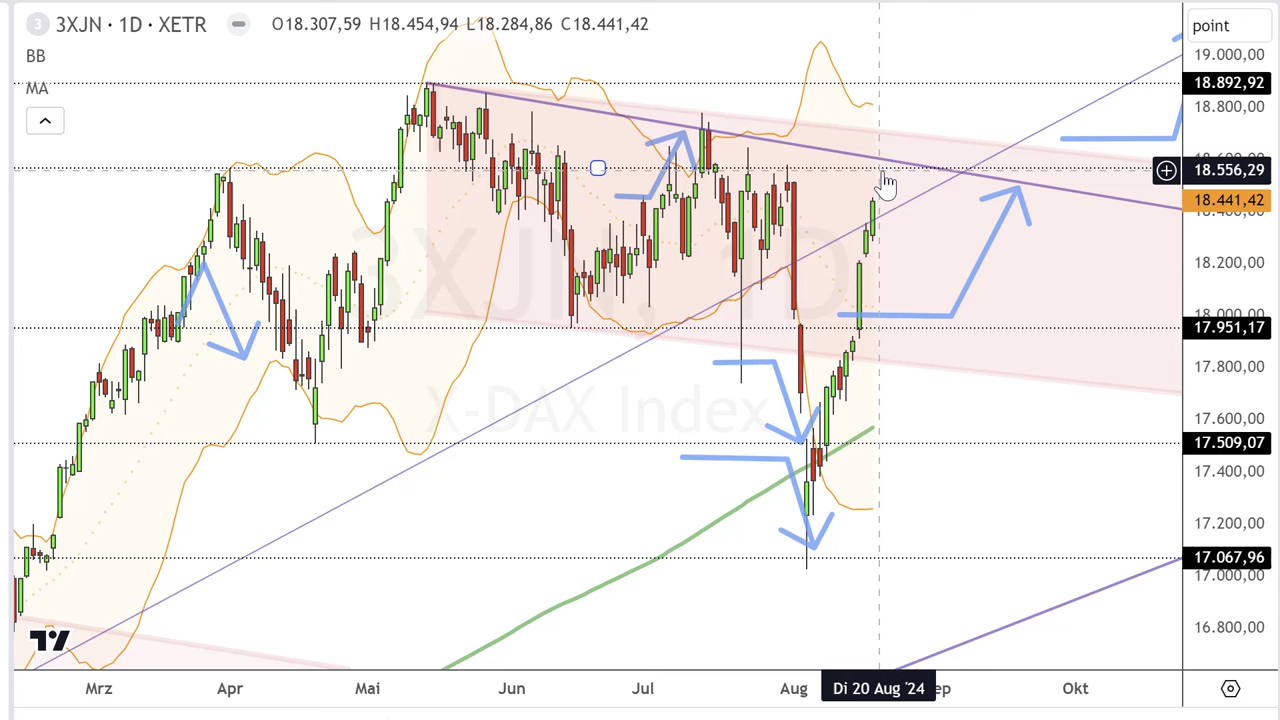 3 3XJN · 1D · XETR O18.307,59 H18.454,94 L18.284,86 C18.441,42
BB
MA
point
19.000,00
18.892,92
18.800,00
18.556,29
18.441,42
18.200,00
18.000,00
17.951,17
17.800,00
17.600,00
17.509,07
17.400,00
17.200,00
17.067,96
17.000,00
16.800,00
3XJN, 1D
X-DAX Index
Mrz Apr Mai Jun Jul Aug Di 20 Aug '24 ep Okt